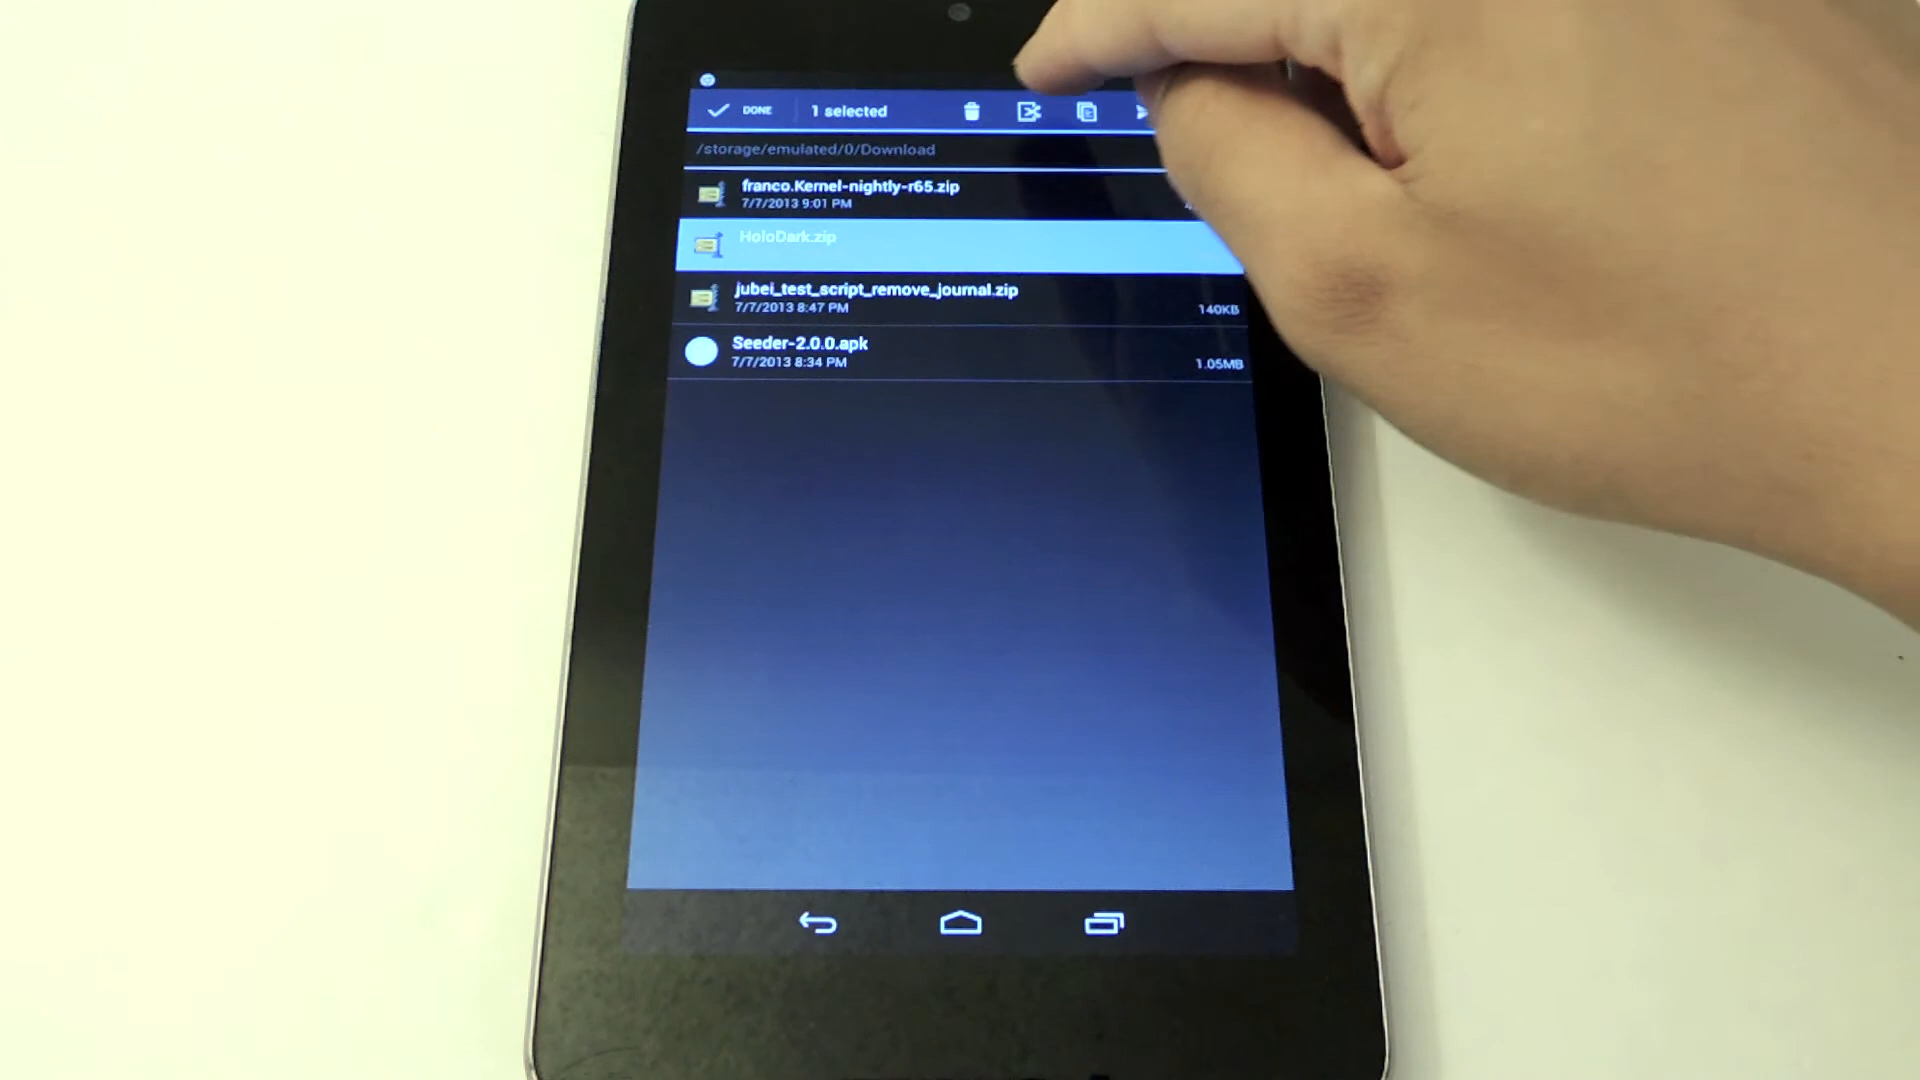 DONE
1 selected
/storage/emulated/0/Download
franco.Kernel-nightly-r65.zip
7/7/2013 9:01 PM
HoloDark.zip
jubei_test_script_remove_journal.zip
7/7/2013 8:47 PM
140KB
Seeder-2.0.0.apk
7/7/2013 8:34 PM
1.05MB